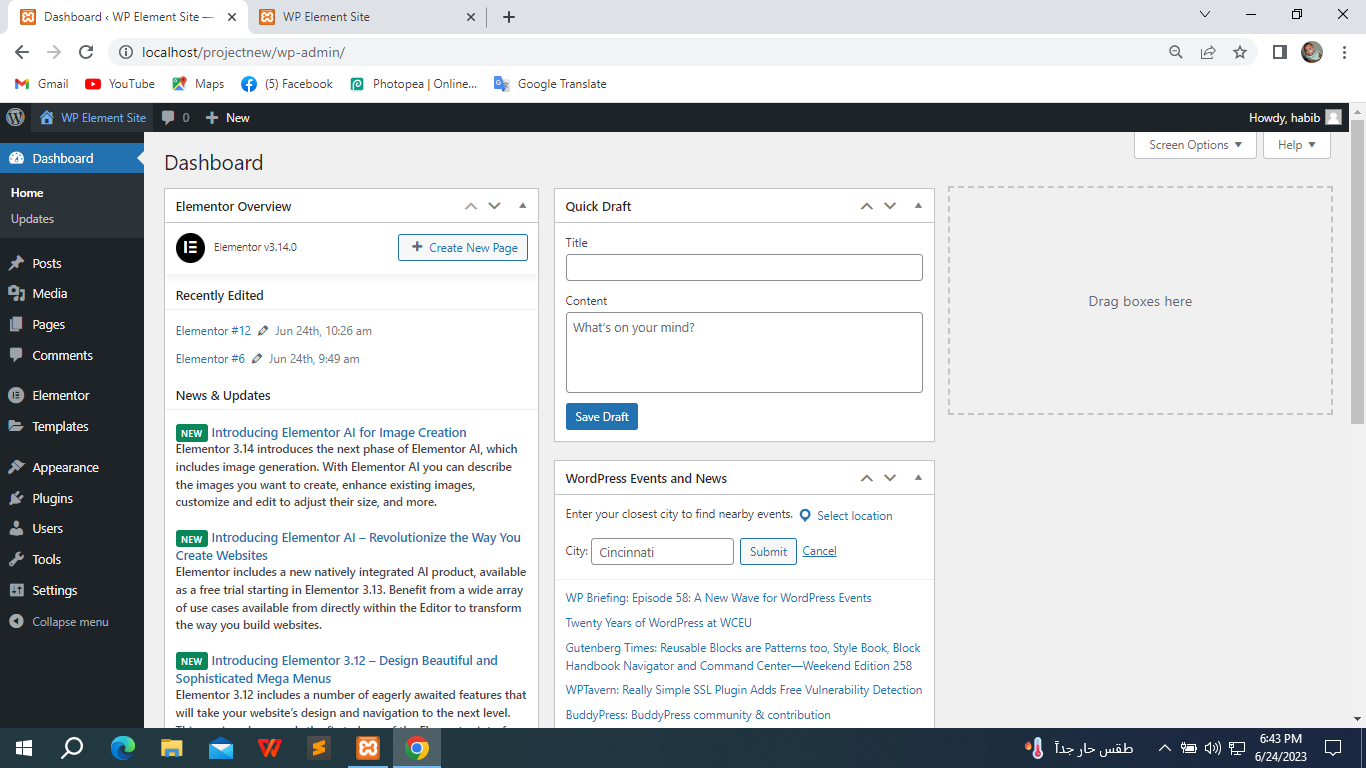 Dashboard ‹ WP Element Site —
WP Element Site
localhost/projectnew/wp-admin/
Gmail
YouTube
Maps
(5) Facebook
Photopea | Online...
Google Translate
WP Element Site
0
New
Howdy, habib
Dashboard
Home
Updates
Posts
Media
Pages
Comments
Elementor
Templates
Appearance
Plugins
Users
Tools
Settings
Collapse menu
Screen Options
Help
Dashboard
Elementor Overview
Elementor v3.14.0
Create New Page
Recently Edited
Elementor #12 Jun 24th, 10:26 am
Elementor #6 Jun 24th, 9:49 am
News & Updates
NEW Introducing Elementor AI for Image Creation
Elementor 3.14 introduces the next phase of Elementor AI, which
includes image generation. With Elementor AI you can describe
the images you want to create, enhance existing images,
customize and edit to adjust their size, and more.
NEW Introducing Elementor AI – Revolutionize the Way You
Create Websites
Elementor includes a new natively integrated AI product, available
as a free trial starting in Elementor 3.13. Benefit from a wide array
of use cases available from directly within the Editor to transform
the way you build websites.
NEW Introducing Elementor 3.12 – Design Beautiful and
Sophisticated Mega Menus
Elementor 3.12 includes a number of eagerly awaited features that
will take your website's design and navigation to the next level.
Quick Draft
Title
Content
What's on your mind?
Save Draft
WordPress Events and News
Enter your closest city to find nearby events. Select location
City: Cincinnati Submit Cancel
WP Briefing: Episode 58: A New Wave for WordPress Events
Twenty Years of WordPress at WCEU
Gutenberg Times: Reusable Blocks are Patterns too, Style Book, Block
Handbook Navigator and Command Center—Weekend Edition 258
WPTavern: Really Simple SSL Plugin Adds Free Vulnerability Detection
BuddyPress: BuddyPress community & contribution
Drag boxes here
طقس حار جداً
6:43 PM
6/24/2023